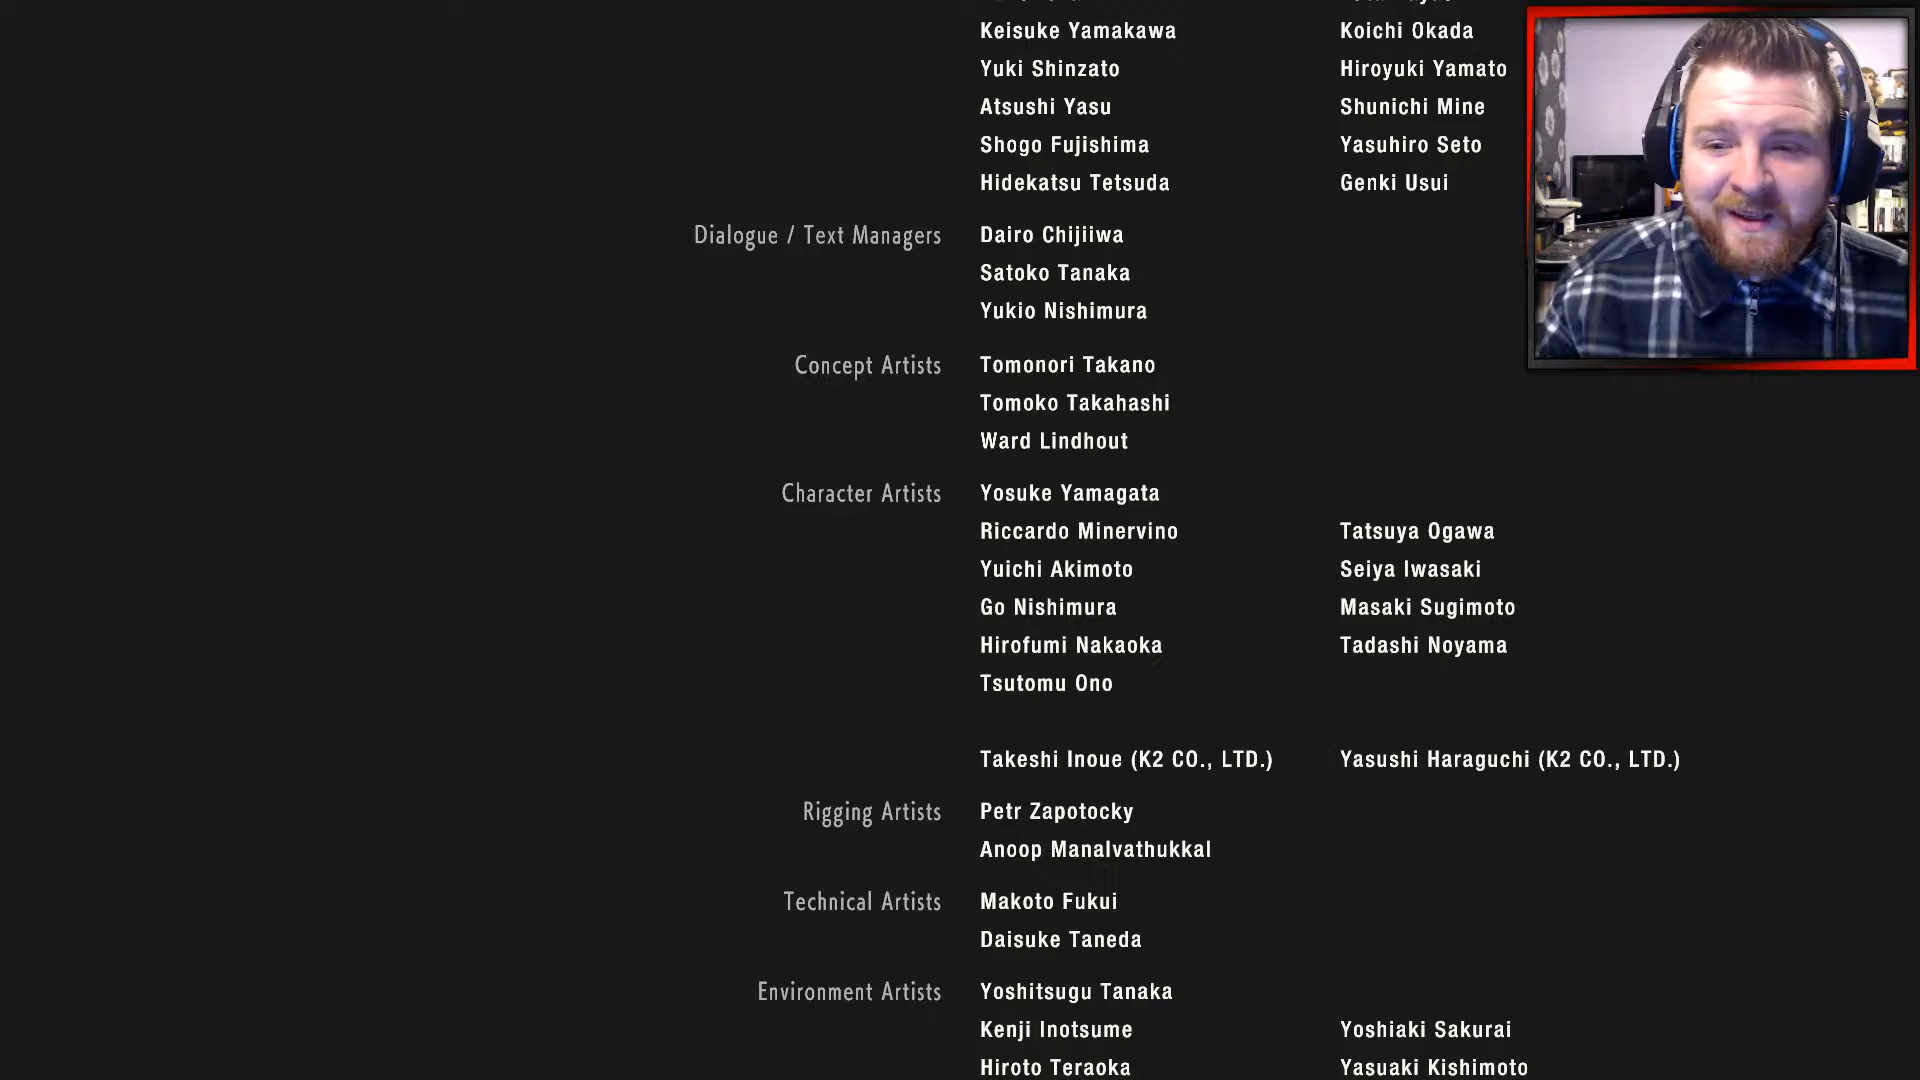 Keisuke Yamakawa Koichi Okada
Yuki Shinzato Hiroyuki Yamato
Atsushi Yasu Shunichi Mine
Shogo Fujishima Yasuhiro Seto
Hidekatsu Tetsuda Genki Usui
Dialogue / Text Managers Dairo Chijiiwa
Satoko Tanaka
Yukio Nishimura
Concept Artists Tomonori Takano
Tomoko Takahashi
Ward Lindhout
Character Artists Yosuke Yamagata
Riccardo Minervino Tatsuya Ogawa
Yuichi Akimoto Seiya Iwasaki
Go Nishimura Masaki Sugimoto
Hirofumi Nakaoka Tadashi Noyama
Tsutomu Ono
Takeshi Inoue (K2 CO., LTD.) Yasushi Haraguchi (K2 CO., LTD.)
Rigging Artists Petr Zapotocky
Anoop Manalvathukkal
Technical Artists Makoto Fukui
Daisuke Taneda
Environment Artists Yoshitsugu Tanaka
Kenji Inotsume Yoshiaki Sakurai
Hiroto Teraoka Yasuaki Kishimoto